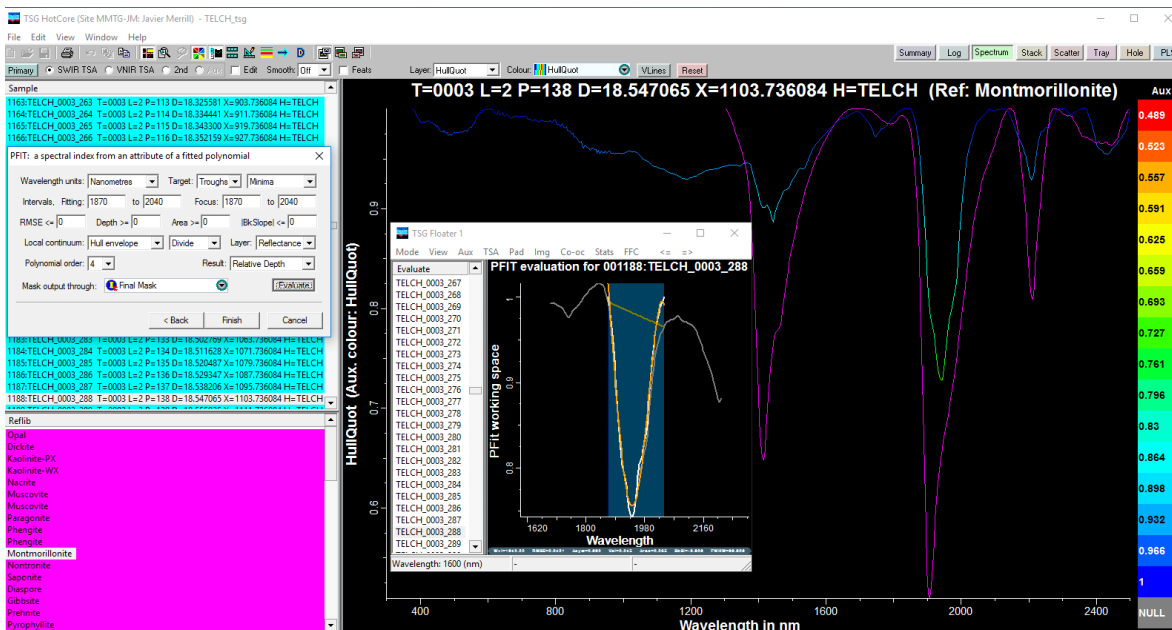 TSG HotCore (Site MMTG-JM: Javier Merrill) - TELCH_tsg
File Edit View Window Help
Summary Log Spectrum Stack Scatter Tray Hole PLS
Primary SWIR TSA VNIR TSA 2nd Edit Smooth: Off Feats Layer: HullQuot Colour: HullQuot VLines Reset
Sample
1163:TELCH_0003_263 T=0003 L=2 P=113 D=18.325581 X=903.736084 H=TELCH
1164:TELCH_0003_264 T=0003 L=2 P=114 D=18.334441 X=911.736084 H=TELCH
1165:TELCH_0003_265 T=0003 L=2 P=115 D=18.343300 X=919.736084 H=TELCH
1166:TELCH_0003_266 T=0003 L=2 P=116 D=18.352159 X=927.736084 H=TELCH
PFIT: a spectral index from an attribute of a fitted polynomial
Wavelength units: Nanometres Target: Troughs Minima
Intervals, Fitting: 1870 to 2040 Focus: 1870 to 2040
RMSE <= 0 Depth >= 0 Area >= 0 |BkSlope| <= 0
Local continuum: Hull envelope Divide Layer: Reflectance
Polynomial order: 4 Result: Relative Depth
Mask output through: Final Mask Evaluate
< Back Finish Cancel
1183:TELCH_0003_283 T=0003 L=2 P=133 D=18.502769 X=1063.736084 H=TELCH
1184:TELCH_0003_284 T=0003 L=2 P=134 D=18.511628 X=1071.736084 H=TELCH
1185:TELCH_0003_285 T=0003 L=2 P=135 D=18.520487 X=1079.736084 H=TELCH
1186:TELCH_0003_286 T=0003 L=2 P=136 D=18.529347 X=1087.736084 H=TELCH
1187:TELCH_0003_287 T=0003 L=2 P=137 D=18.538206 X=1095.736084 H=TELCH
1188:TELCH_0003_288 T=0003 L=2 P=138 D=18.547065 X=1103.736084 H=TELCH
Reflib
Opal
Dickite
Kaolinite-PX
Kaolinite-WX
Nacrite
Muscovite
Muscovite
Paragonite
Phengite
Phengite
Montmorillonite
Nontronite
Saponite
Diaspore
Gibbsite
Prehnite
Pyrophyllite
T=0003 L=2 P=138 D=18.547065 X=1103.736084 H=TELCH (Ref: Montmorillonite)
HullQuot (Aux. colour: HullQuot)
0.9
0.8
0.7
0.6
400 800 1200 1600 2000 2400
Wavelength in nm
TSG Floater 1
Mode View Aux TSA Pad Img Co-oc Stats FFC <= =>
Evaluate
TELCH_0003_267
TELCH_0003_268
TELCH_0003_269
TELCH_0003_270
TELCH_0003_271
TELCH_0003_272
TELCH_0003_273
TELCH_0003_274
TELCH_0003_275
TELCH_0003_276
TELCH_0003_277
TELCH_0003_278
TELCH_0003_279
TELCH_0003_280
TELCH_0003_281
TELCH_0003_282
TELCH_0003_283
TELCH_0003_284
TELCH_0003_285
TELCH_0003_286
TELCH_0003_287
TELCH_0003_288
TELCH_0003_289
PFIT evaluation for 001188:TELCH_0003_288
PFit working space
1
0.9
0.8
1620 1800 1980 2160
Wavelength
Wavelength: 1600 (nm) - -
Aux
0.489
0.523
0.557
0.591
0.625
0.659
0.693
0.727
0.761
0.796
0.83
0.864
0.898
0.932
0.966
1
NULL